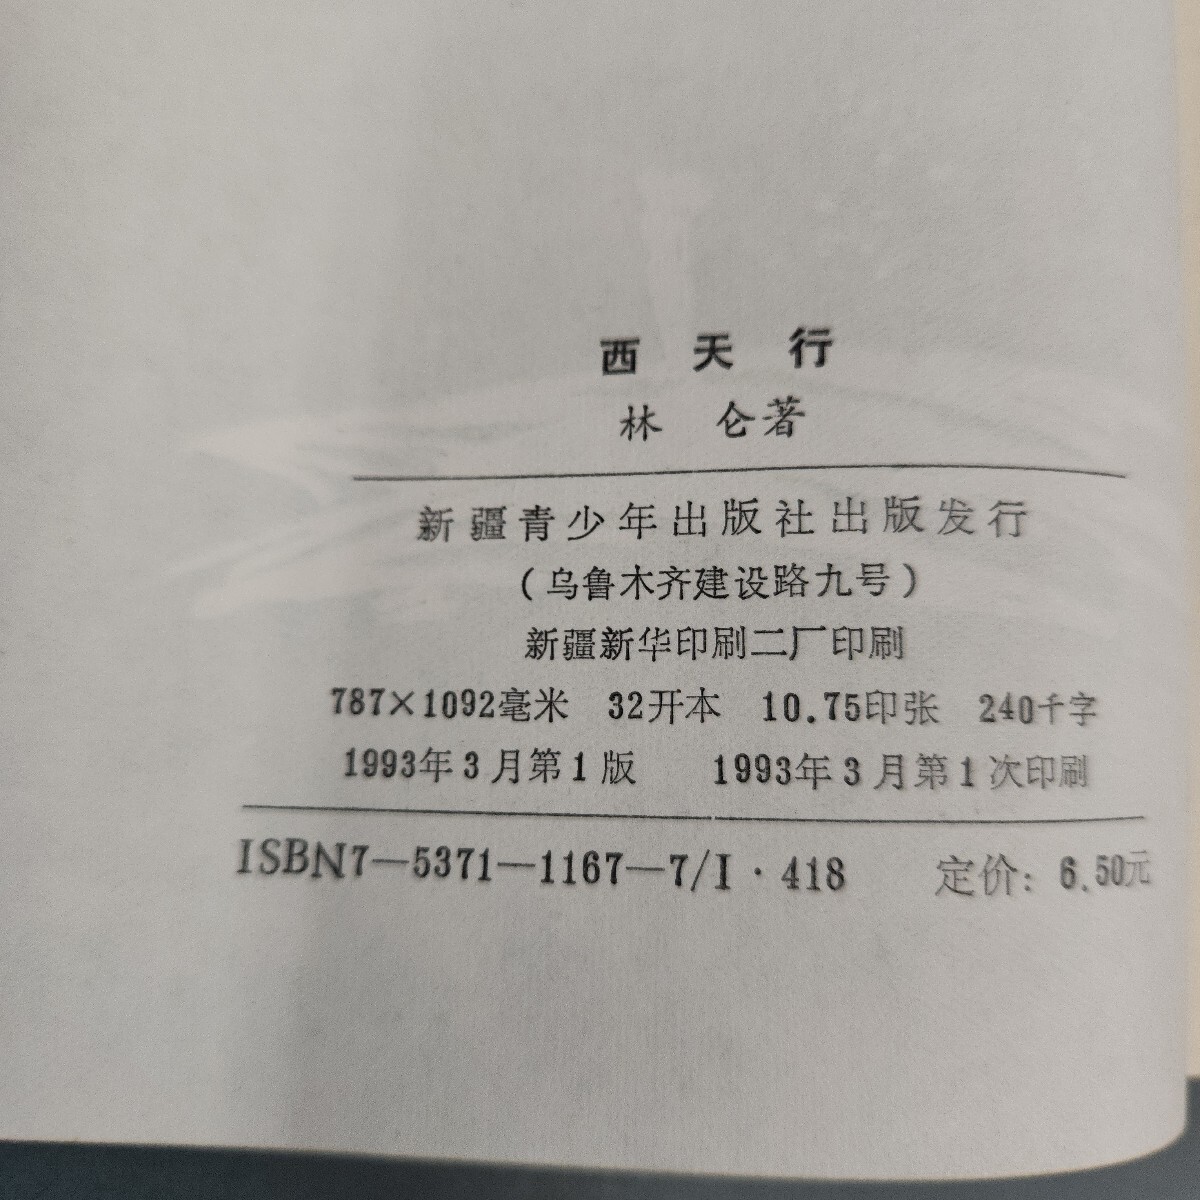 西 天 行
林 仑著
新疆青少年出版社出版发行
(乌鲁木齐建设路九号)
新疆新华印刷二厂印刷
787×1092毫米 32开本 10.75印张 240千字
1993年3月第1版 1993年3月第1次印刷
ISBN7—5371—1167—7/I·418 定价: 6.50元